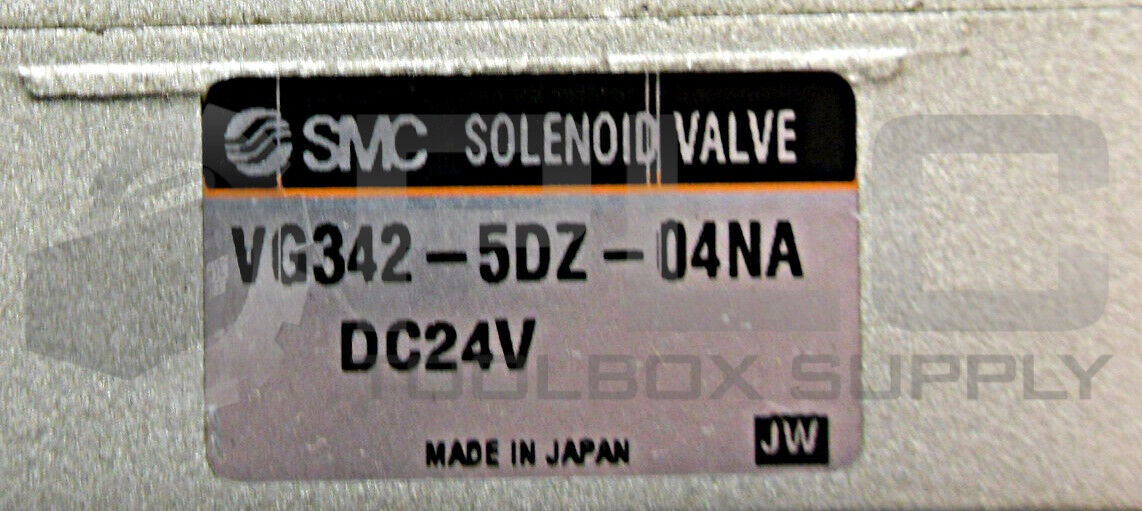 SMC SOLENOID VALVE
VG342-5DZ-04NA
DC24V
TOOLBOX SUPPLY
MADE IN JAPAN
JW